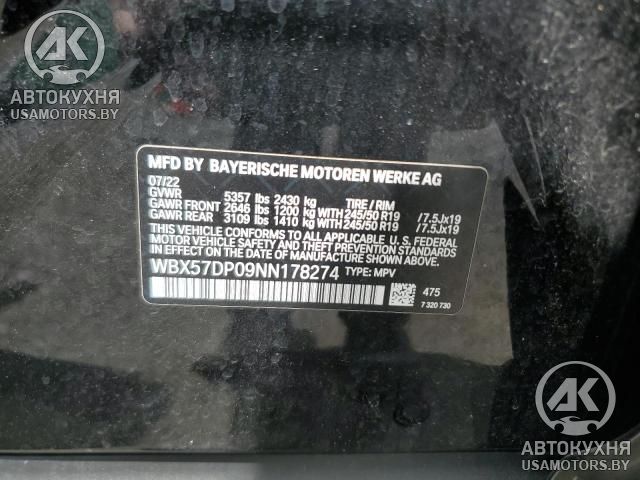 AK
АВТОКУХНЯ
USAMOTORS.BY
MFD BY BAYERISCHE MOTOREN WERKE AG
07/22
GVWR 5357 lbs 2430 kg TIRE / RIM
GAWR FRONT 2646 lbs 1200 kg WITH 245/50 R19 /7.5Jx19
GAWR REAR 3109 lbs 1410 kg WITH 245/50 R19 /7.5Jx19
THIS VEHICLE CONFORMS TO ALL APPLICABLE U.S. FEDERAL
MOTOR VEHICLE SAFETY, BUMPER, AND THEFT PREVENTION
STANDARDS IN EFFECT ON THE DATE OF MANUFACTURE SHOWN ABOVE.
WBX57DP09NN178274 TYPE: MPV
475
7 320 730
AK
АВТОКУХНЯ
USAMOTORS.BY